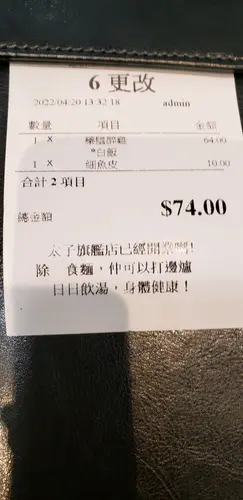 6 更改
2022/04/20 13:32:18 admin
數量 項目 金額
1 X 藥膳醉雞 64.00
*白飯
1 X 細魚皮 10.00
合計 2 項目
總金額 $74.00
太子旗艦店已經開業喇!
除 食麵,仲可以打邊爐
日日飲湯,身體健康!